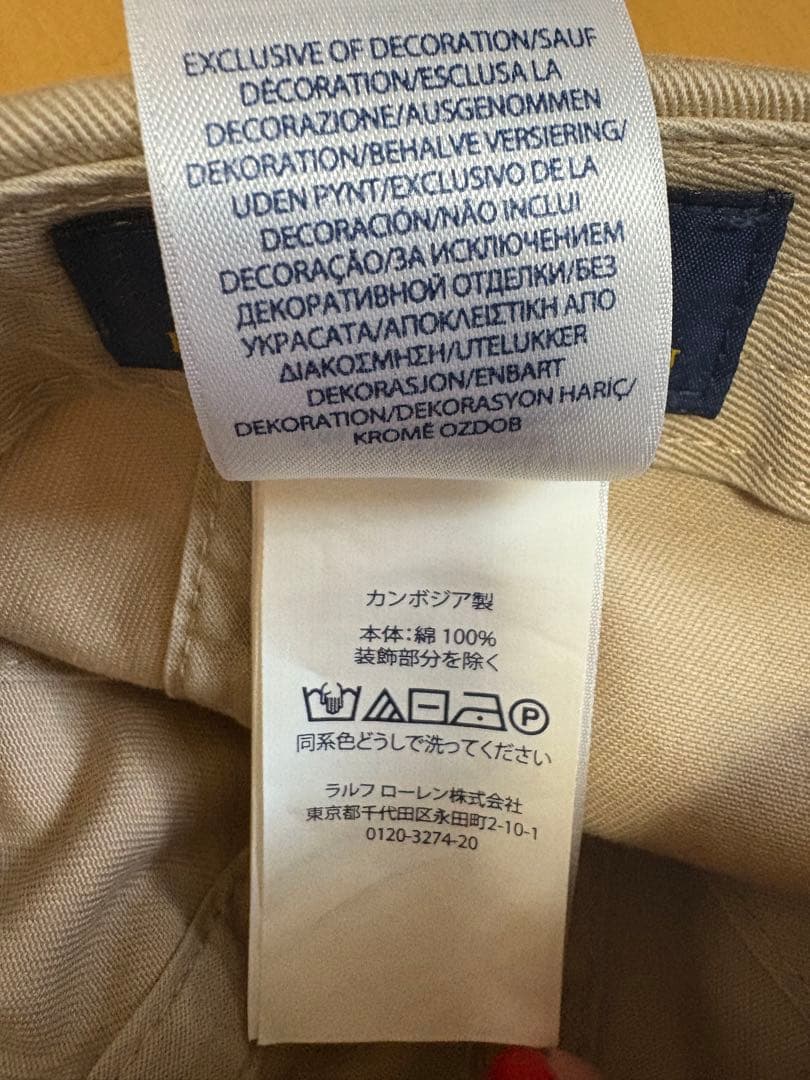 EXCLUSIVE OF DECORATION/SAUF
DÉCORATION/ESCLUSA LA
DECORAZIONE/AUSGENOMMEN
DEKORATION/BEHALVE VERSIERING/
UDEN PYNT/EXCLUSIVO DE LA
DECORACIÓN/NÃO INCLUI
DECORAÇÃO/ЗА ИСКЛЮЧЕНИЕМ
ДЕКОРАТИВНОЙ ОТДЕЛКИ/БЕЗ
УКРАСАТА/ΑΠΟΚΛΕΙΣΤΙΚΗ ΑΠΟ
ΔΙΑΚΟΣΜΗΣΗ/UTELUKKER
DEKORASJON/ENBART
DEKORATION/DEKORASYON HARİÇ/
KROMĚ OZDOB
カンボジア製
本体:綿 100%
装飾部分を除く
P
同系色どうしで洗ってください
ラルフ ローレン株式会社
東京都千代田区永田町2-10-1
0120-3274-20